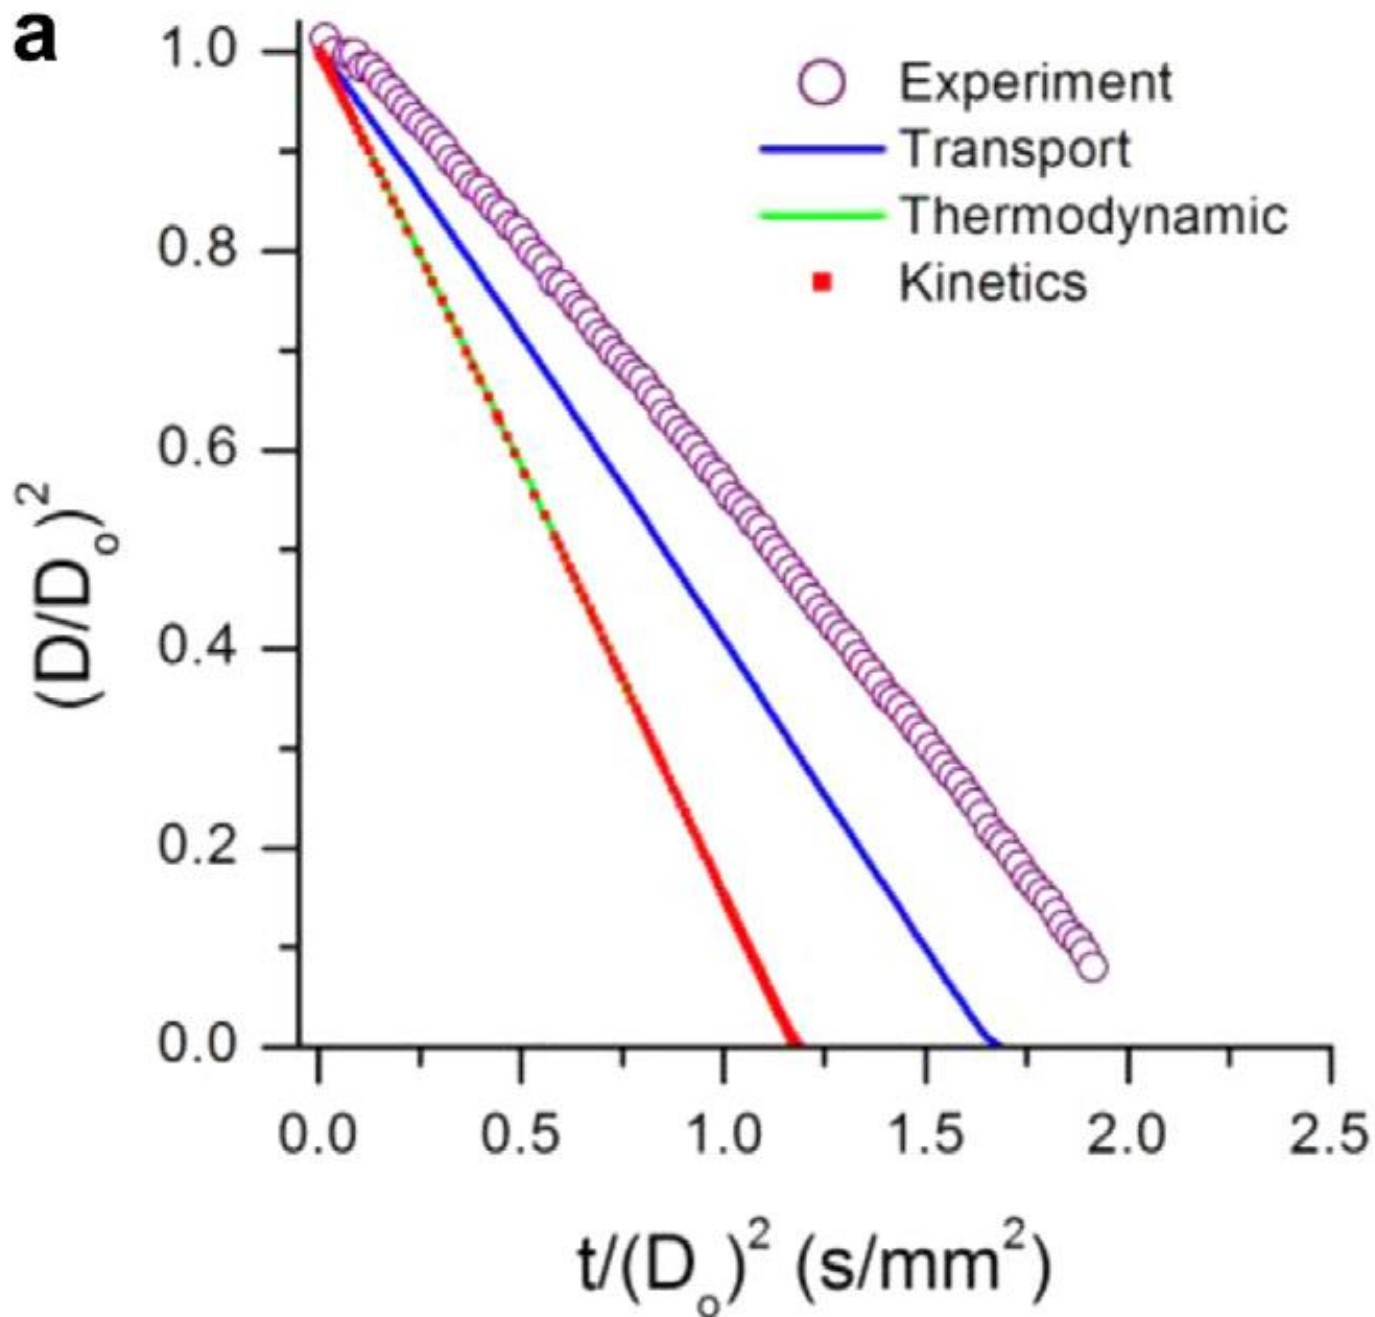 a
Experiment
Transport
Thermodynamic
Kinetics
1.0
0.8
0.6
0.4
0.2
0.0
(D/Do)²
0.0 0.5 1.0 1.5 2.0 2.5
t/(Do)² (s/mm²)